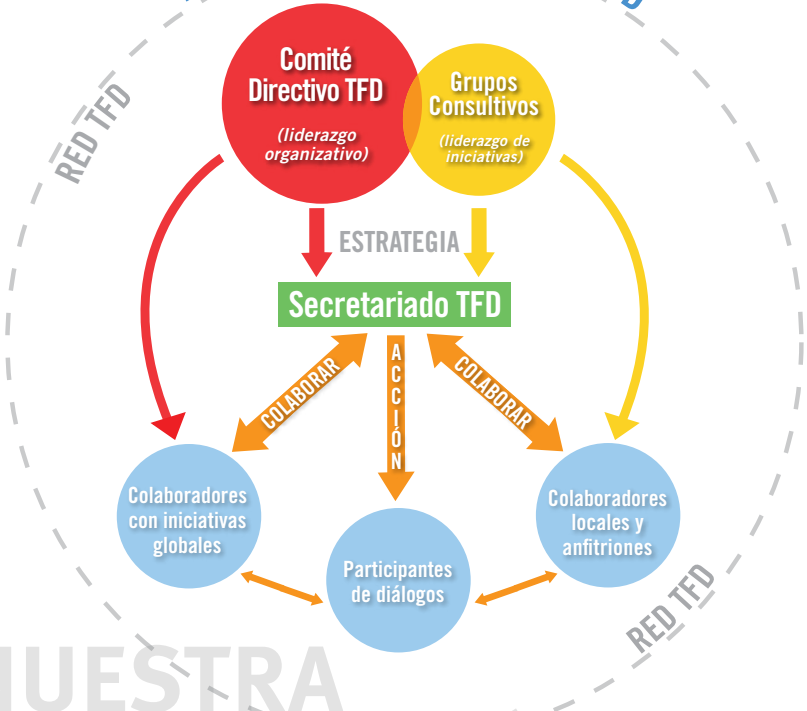 RED TFD
Comité
Directivo TFD
(liderazgo
organizativo)
Grupos
Consultivos
(liderazgo de
iniciativas)
ESTRATEGIA
Secretariado TFD
COLABORAR
ACCIÓN
COLABORAR
Colaboradores
con iniciativas
globales
Participantes
de diálogos
Colaboradores
locales y
anfitriones
RED TFD
NUESTRA